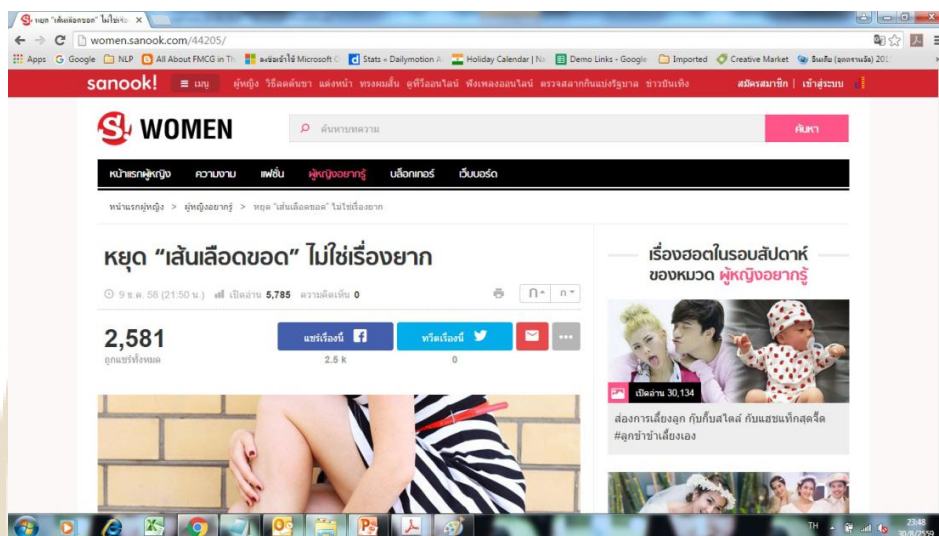 หยุด "เส้นเลือดขอด" ไม่ใช่เรื่อ
women.sanook.com/44205/
Apps Google NLP All About FMCG in Th Microsoft Stats « Dailymotion Holiday Calendar | Na Demo Links - Google Imported Creative Market
sanook! เมนู ผู้หญิง วิธีลดต้นขา แต่งหน้า ทรงผมสั้น ดูทีวีออนไลน์ ฟังเพลงออนไลน์ ตรวจสลากกินแบ่งรัฐบาล ข่าวบันเทิง สมัครสมาชิก | เข้าสู่ระบบ
S! WOMEN ค้นหาบทความ ค้นหา
หน้าแรกผู้หญิง ความงาม แฟชั่น ผู้หญิงอยากรู้ บล็อกเกอร์ เว็บบอร์ด
หน้าแรกผู้หญิง > ผู้หญิงอยากรู้ > หยุด "เส้นเลือดขอด" ไม่ใช่เรื่องยาก
หยุด “เส้นเลือดขอด” ไม่ใช่เรื่องยาก
9 ธ.ค. 58 (21:50 น.) เปิดอ่าน 5,785 ความคิดเห็น 0
ก ก
2,581
ถูกแชร์ทั้งหมด
แชร์เรื่องนี้
2.5 k
ทวีตเรื่องนี้
0
เรื่องฮอตในรอบสัปดาห์
ของหมวด ผู้หญิงอยากรู้
เปิดอ่าน 30,134
ส่องการเลี้ยงลูก กุ๊บกิ๊บสไตล์ กับแฮชแท็กสุดจี๊ด
#ลูกข้าข้าเลี้ยงเอง
TH 23:48
30/8/2559